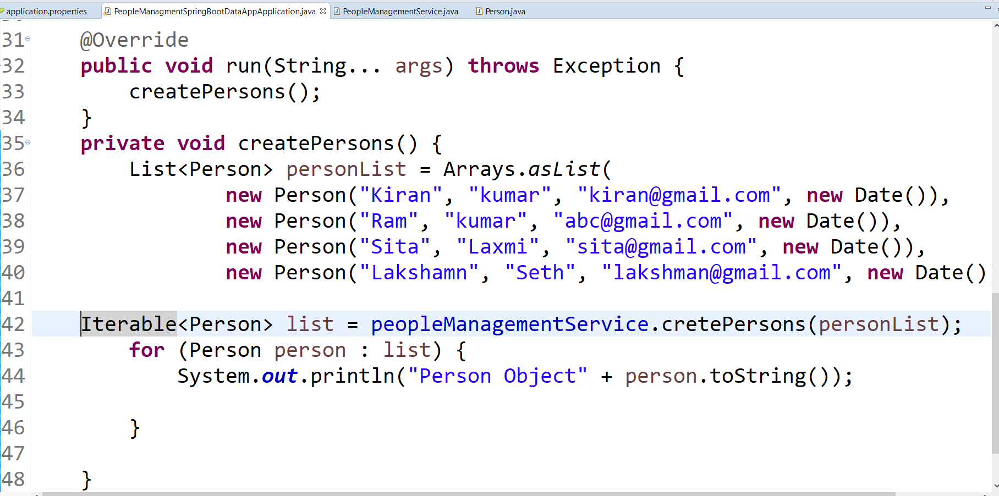 application.properties PeopleManagmentSpringBootDataAppApplication.java PeopleManagementService.java Person.java
31 @Override
32 public void run(String... args) throws Exception {
33 createPersons();
34 }
35 private void createPersons() {
36 List<Person> personList = Arrays.asList(
37 new Person("Kiran", "kumar", "kiran@gmail.com", new Date()),
38 new Person("Ram", "kumar", "abc@gmail.com", new Date()),
39 new Person("Sita", "Laxmi", "sita@gmail.com", new Date()),
40 new Person("Lakshamn", "Seth", "lakshman@gmail.com", new Date()
41
42 Iterable<Person> list = peopleManagementService.cretePersons(personList);
43 for (Person person : list) {
44 System.out.println("Person Object" + person.toString());
45
46 }
47
48 }